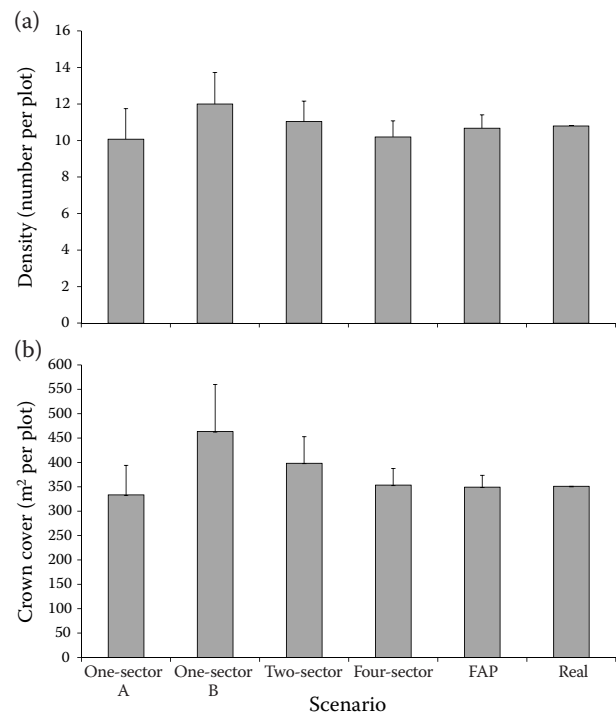 (a)
Density (number per plot)
16
14
12
10
8
6
4
2
0
(b)
Crown cover (m² per plot)
600
550
500
450
400
350
300
250
200
150
100
50
0
One-sector A
One-sector B
Two-sector
Four-sector
FAP
Real
Scenario